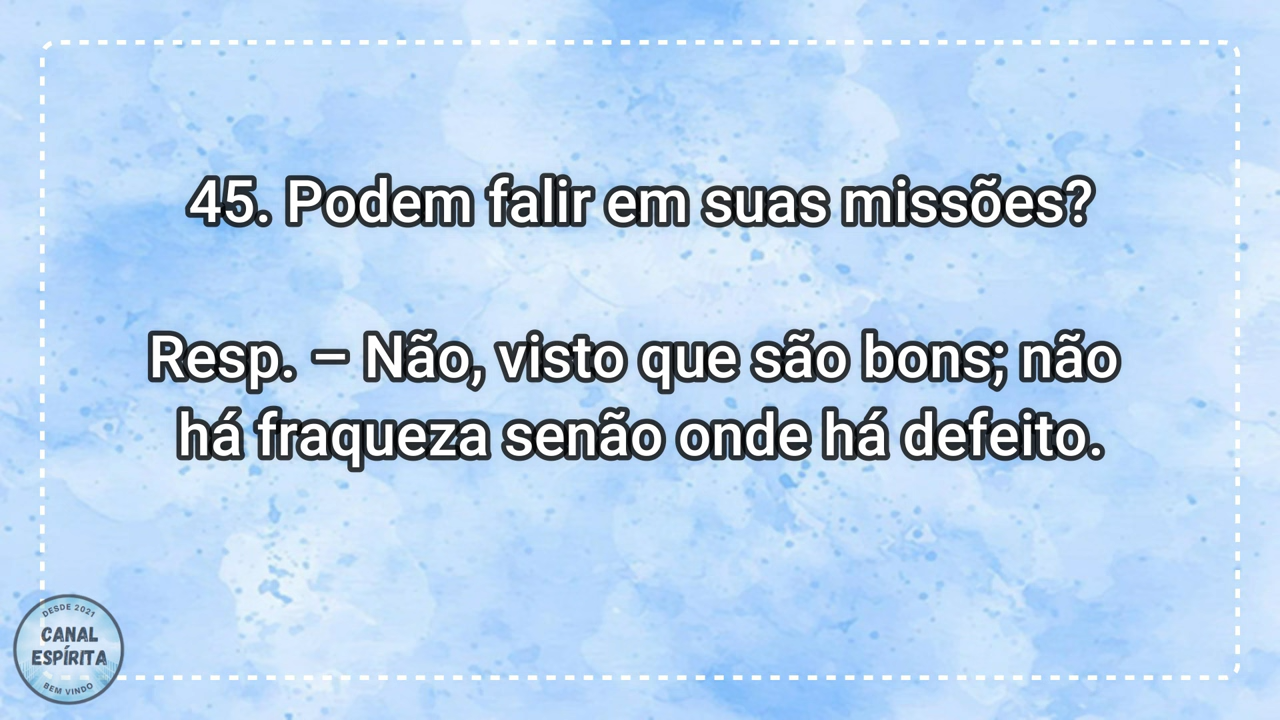 45. Podem falir em suas missões?
Resp. – Não, visto que são bons; não
há fraqueza senão onde há defeito.
DESDE 2021
CANAL
ESPÍRITA
BEM VINDO